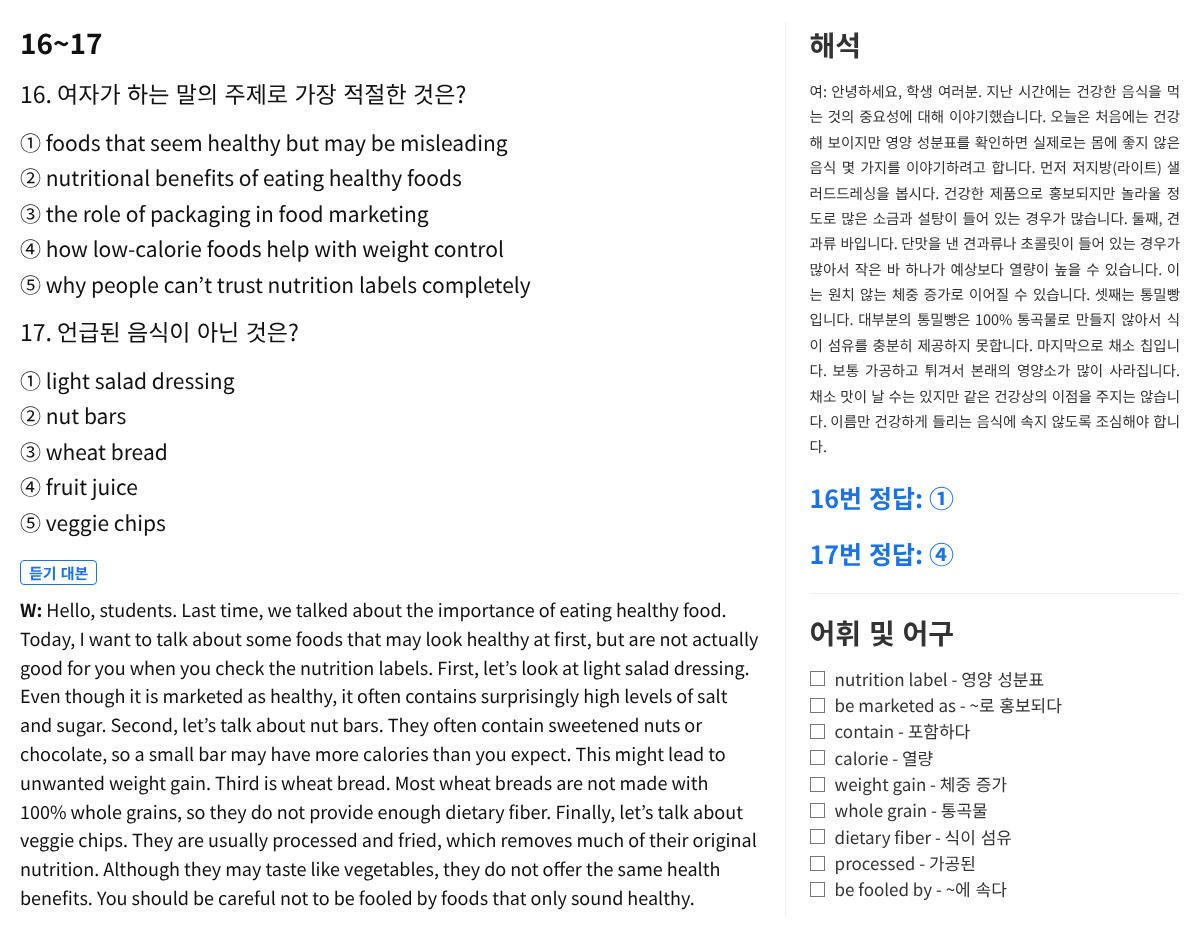 16~17
16. 여자가 하는 말의 주제로 가장 적절한 것은?
① foods that seem healthy but may be misleading
② nutritional benefits of eating healthy foods
③ the role of packaging in food marketing
④ how low-calorie foods help with weight control
⑤ why people can’t trust nutrition labels completely
17. 언급된 음식이 아닌 것은?
① light salad dressing
② nut bars
③ wheat bread
④ fruit juice
⑤ veggie chips
듣기 대본
W: Hello, students. Last time, we talked about the importance of eating healthy food.
Today, I want to talk about some foods that may look healthy at first, but are not actually
good for you when you check the nutrition labels. First, let’s look at light salad dressing.
Even though it is marketed as healthy, it often contains surprisingly high levels of salt
and sugar. Second, let’s talk about nut bars. They often contain sweetened nuts or
chocolate, so a small bar may have more calories than you expect. This might lead to
unwanted weight gain. Third is wheat bread. Most wheat breads are not made with
100% whole grains, so they do not provide enough dietary fiber. Finally, let’s talk about
veggie chips. They are usually processed and fried, which removes much of their original
nutrition. Although they may taste like vegetables, they do not offer the same health
benefits. You should be careful not to be fooled by foods that only sound healthy.
해석
여: 안녕하세요, 학생 여러분. 지난 시간에는 건강한 음식을 먹
는 것의 중요성에 대해 이야기했습니다. 오늘은 처음에는 건강
해 보이지만 영양 성분표를 확인하면 실제로는 몸에 좋지 않은
음식 몇 가지를 이야기하려고 합니다. 먼저 저지방(라이트) 샐
러드드레싱을 봅시다. 건강한 제품으로 홍보되지만 놀라울 정
도로 많은 소금과 설탕이 들어 있는 경우가 많습니다. 둘째, 견
과류 바입니다. 단맛을 낸 견과류나 초콜릿이 들어 있는 경우가
많아서 작은 바 하나가 예상보다 열량이 높을 수 있습니다. 이
는 원치 않는 체중 증가로 이어질 수 있습니다. 셋째는 통밀빵
입니다. 대부분의 통밀빵은 100% 통곡물로 만들지 않아서 식
이 섬유를 충분히 제공하지 못합니다. 마지막으로 채소 칩입니
다. 보통 가공하고 튀겨서 본래의 영양소가 많이 사라집니다.
채소 맛이 날 수는 있지만 같은 건강상의 이점을 주지는 않습니
다. 이름만 건강하게 들리는 음식에 속지 않도록 조심해야 합니
다.
16번 정답: ①
17번 정답: ④
어휘 및 어구
☐ nutrition label - 영양 성분표
☐ be marketed as - ~로 홍보되다
☐ contain - 포함하다
☐ calorie - 열량
☐ weight gain - 체중 증가
☐ whole grain - 통곡물
☐ dietary fiber - 식이 섬유
☐ processed - 가공된
☐ be fooled by - ~에 속다